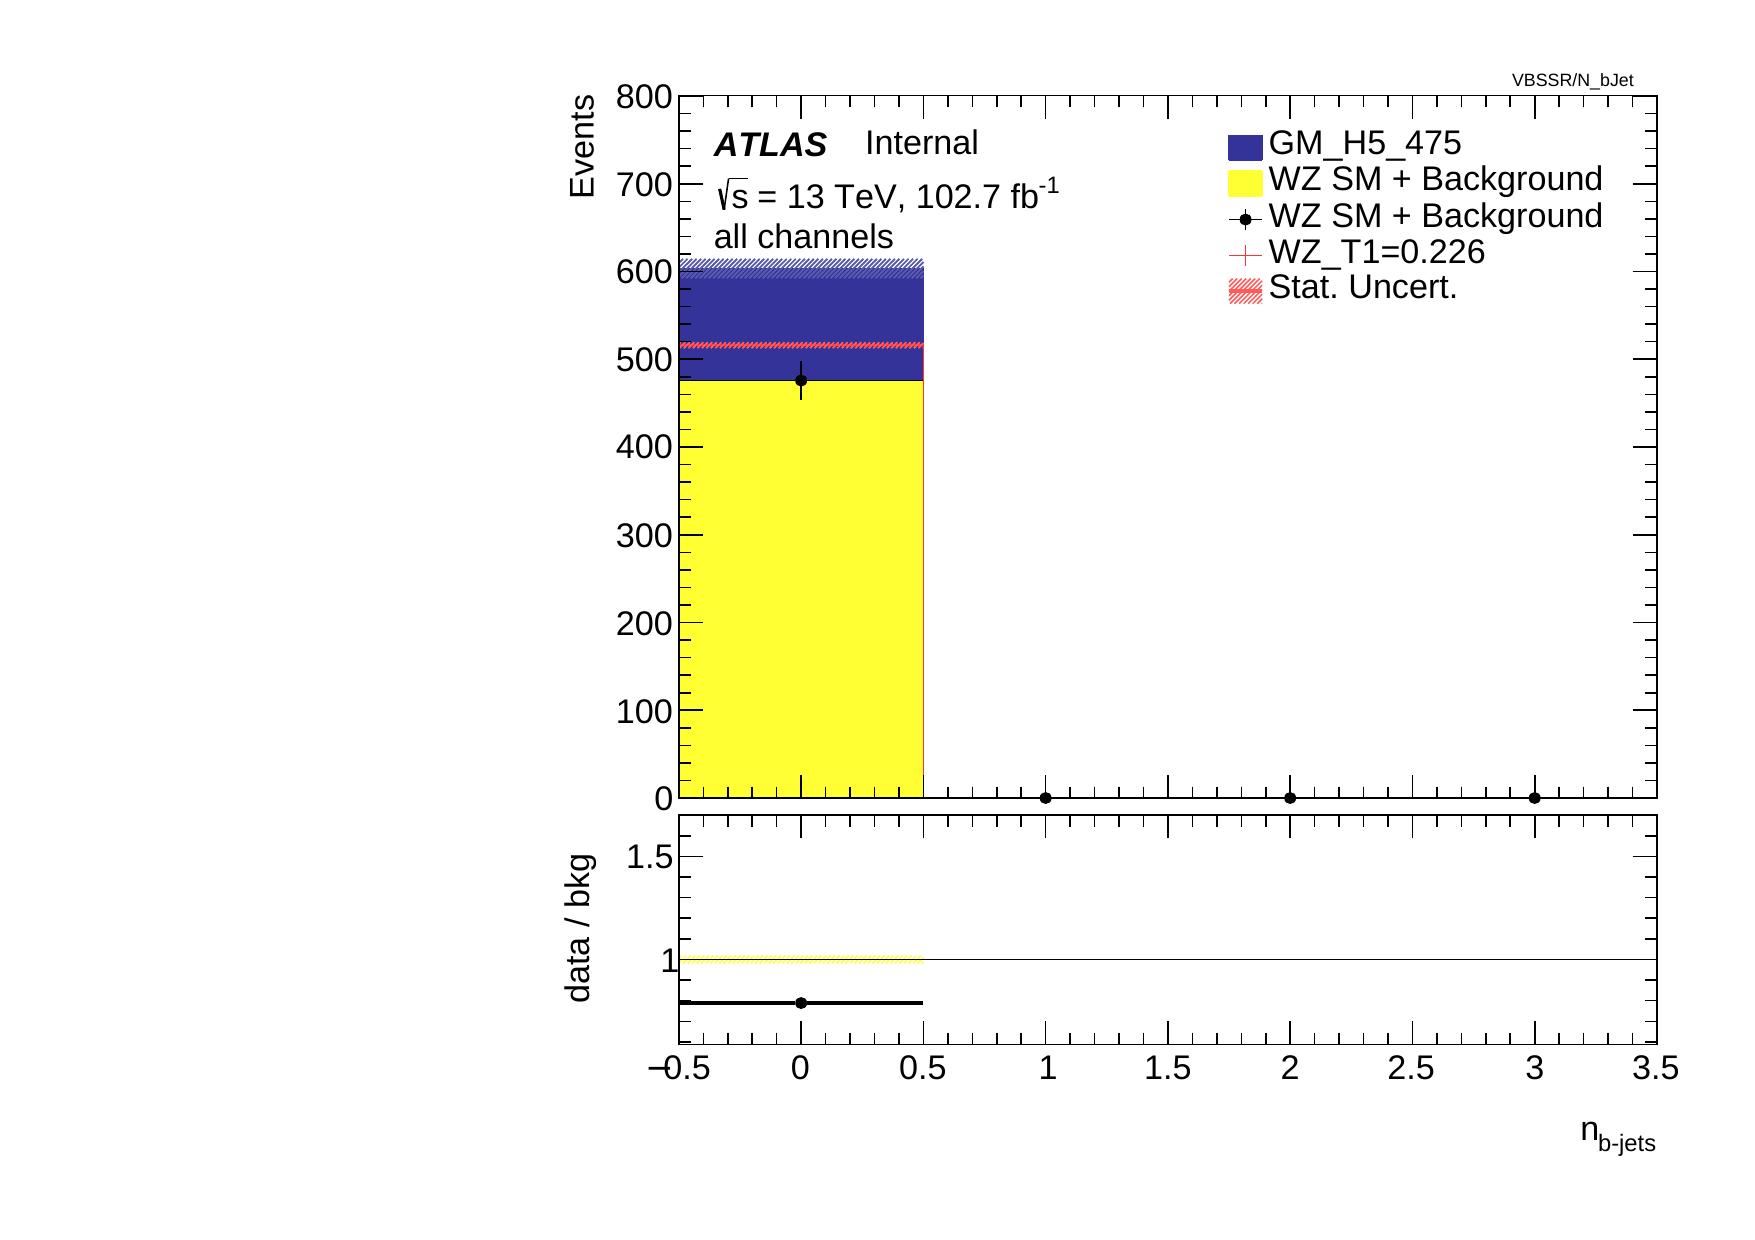 VBSSR/N_bJet
Events
800
700
600
500
400
300
200
100
0
ATLAS Internal
√s = 13 TeV, 102.7 fb-1
all channels
GM_H5_475
WZ SM + Background
WZ SM + Background
WZ_T1=0.226
Stat. Uncert.
data / bkg
1.5
1
−0.5 0 0.5 1 1.5 2 2.5 3 3.5
nb-jets